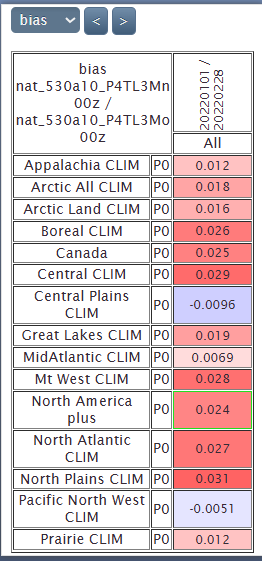 bias
<
>
bias
nat_530a10_P4TL3Mn
00z /
nat_530a10_P4TL3Mo
00z
20220101 /
20220228
All
Appalachia CLIM P0 0.012
Arctic All CLIM P0 0.018
Arctic Land CLIM P0 0.016
Boreal CLIM P0 0.026
Canada P0 0.025
Central CLIM P0 0.029
Central Plains
CLIM P0 -0.0096
Great Lakes CLIM P0 0.019
MidAtlantic CLIM P0 0.0069
Mt West CLIM P0 0.028
North America
plus P0 0.024
North Atlantic
CLIM P0 0.027
North Plains CLIM P0 0.031
Pacific North West
CLIM P0 -0.0051
Prairie CLIM P0 0.012